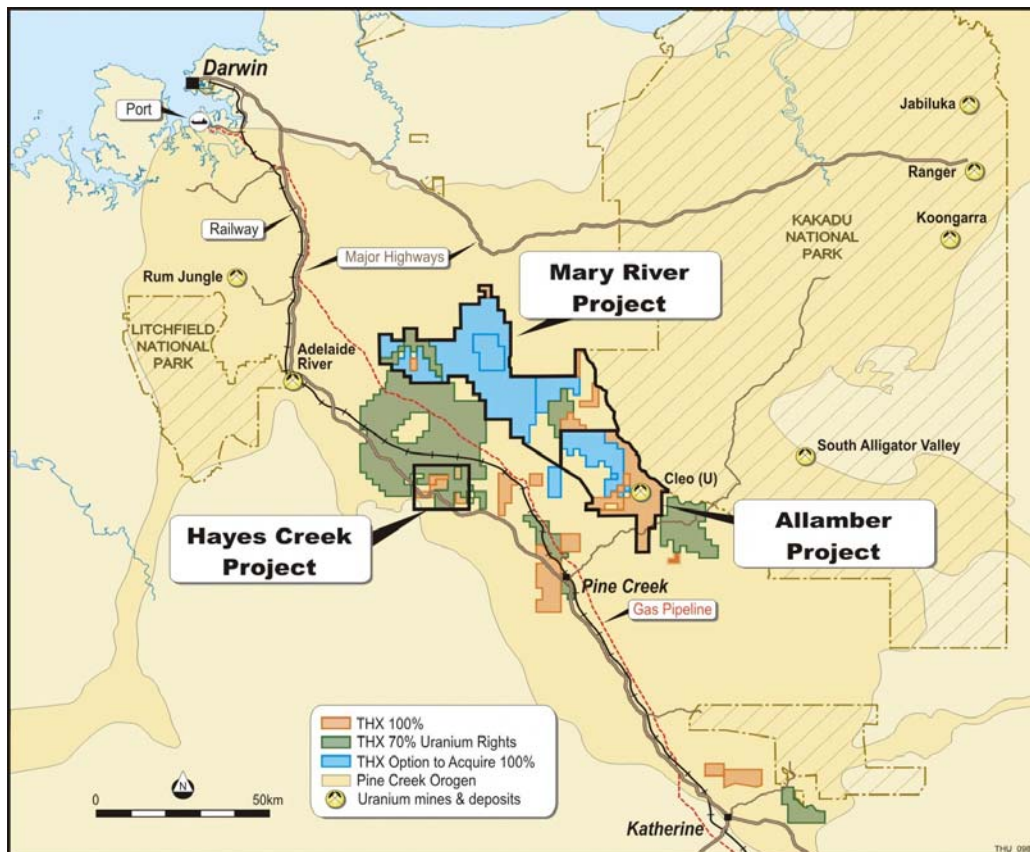 Darwin
Port
Jabiluka
Ranger
Koongarra
KAKADU
NATIONAL
PARK
Railway
Major Highways
Rum Jungle
Mary River
Project
LITCHFIELD
NATIONAL
PARK
Adelaide
River
South Alligator Valley
Cleo (U)
Hayes Creek
Project
Allamber
Project
Pine Creek
Gas Pipeline
THX 100%
THX 70% Uranium Rights
THX Option to Acquire 100%
Pine Creek Orogen
Uranium mines & deposits
N
0
50km
Katherine